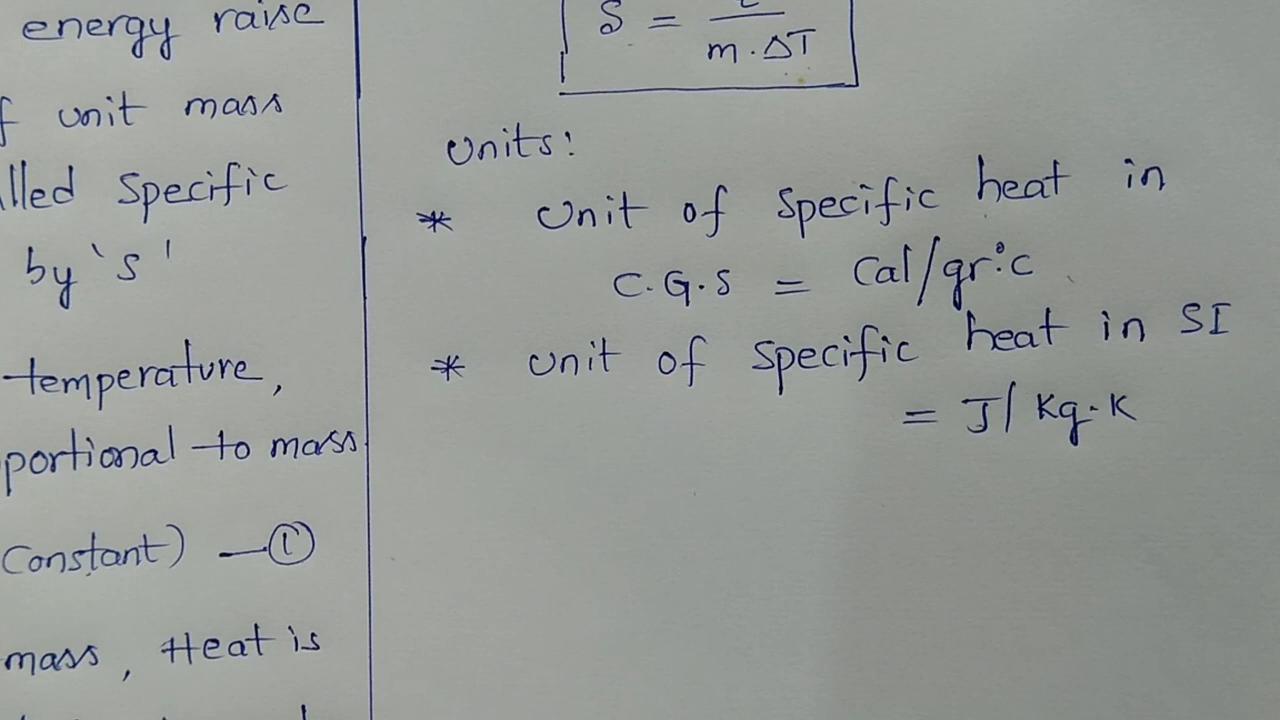 energy raise
unit mass
lled Specific
by 's'
temperature,
portional to mass
Constant) — ①
mass, Heat is
S =
m . ΔT
Units:
* Unit of Specific heat in
C.G.S = Cal/gr°c
* Unit of Specific heat in SI
= J/Kg.K